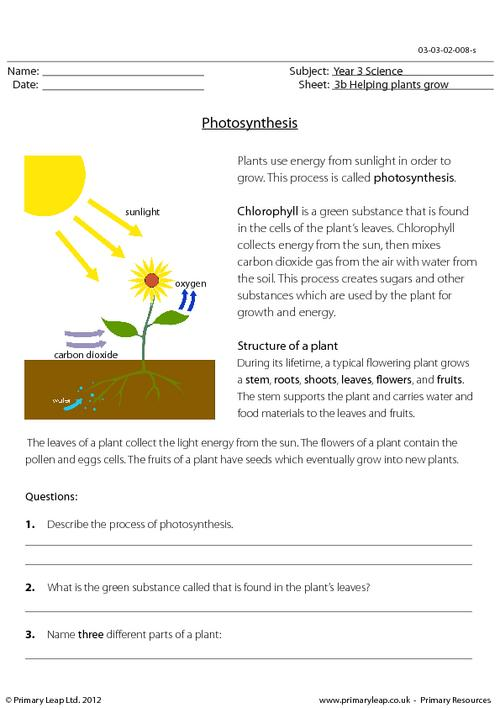 03-03-02-008-s
Name:
Subject: Year 3 Science
Date:
Sheet: 3b Helping plants grow
Photosynthesis
sunlight
oxygen
carbon dioxide
water
Plants use energy from sunlight in order to
grow. This process is called photosynthesis.
Chlorophyll is a green substance that is found
in the cells of the plant's leaves. Chlorophyll
collects energy from the sun, then mixes
carbon dioxide gas from the air with water from
the soil. This process creates sugars and other
substances which are used by the plant for
growth and energy.
Structure of a plant
During its lifetime, a typical flowering plant grows
a stem, roots, shoots, leaves, flowers, and fruits.
The stem supports the plant and carries water and
food materials to the leaves and fruits.
The leaves of a plant collect the light energy from the sun. The flowers of a plant contain the
pollen and eggs cells. The fruits of a plant have seeds which eventually grow into new plants.
Questions:
1. Describe the process of photosynthesis.
2. What is the green substance called that is found in the plant's leaves?
3. Name three different parts of a plant:
© Primary Leap Ltd. 2012
www.primaryleap.co.uk - Primary Resources